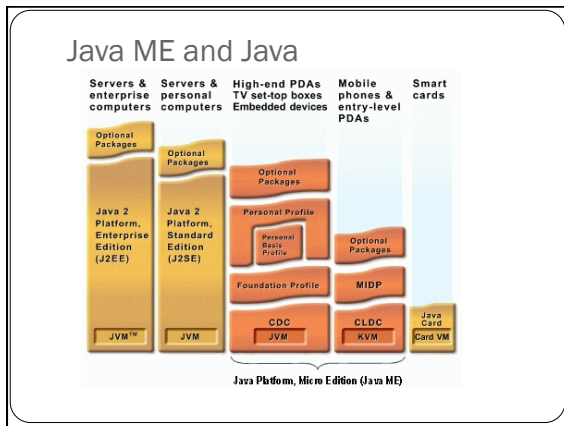 Java ME and Java
Servers &
enterprise
computers
Servers &
personal
computers
High-end PDAs
TV set-top boxes
Embedded devices
Mobile
phones &
entry-level
PDAs
Smart
cards
Optional
Packages
Java 2
Platform,
Enterprise
Edition
(J2EE)
JVM™
Optional
Packages
Java 2
Platform,
Standard
Edition
(J2SE)
JVM
Optional
Packages
Personal Profile
Personal
Basis
Profile
Foundation Profile
CDC
JVM
Optional
Packages
MIDP
CLDC
KVM
Java
Card
Card VM
Java Platform, Micro Edition (Java ME)